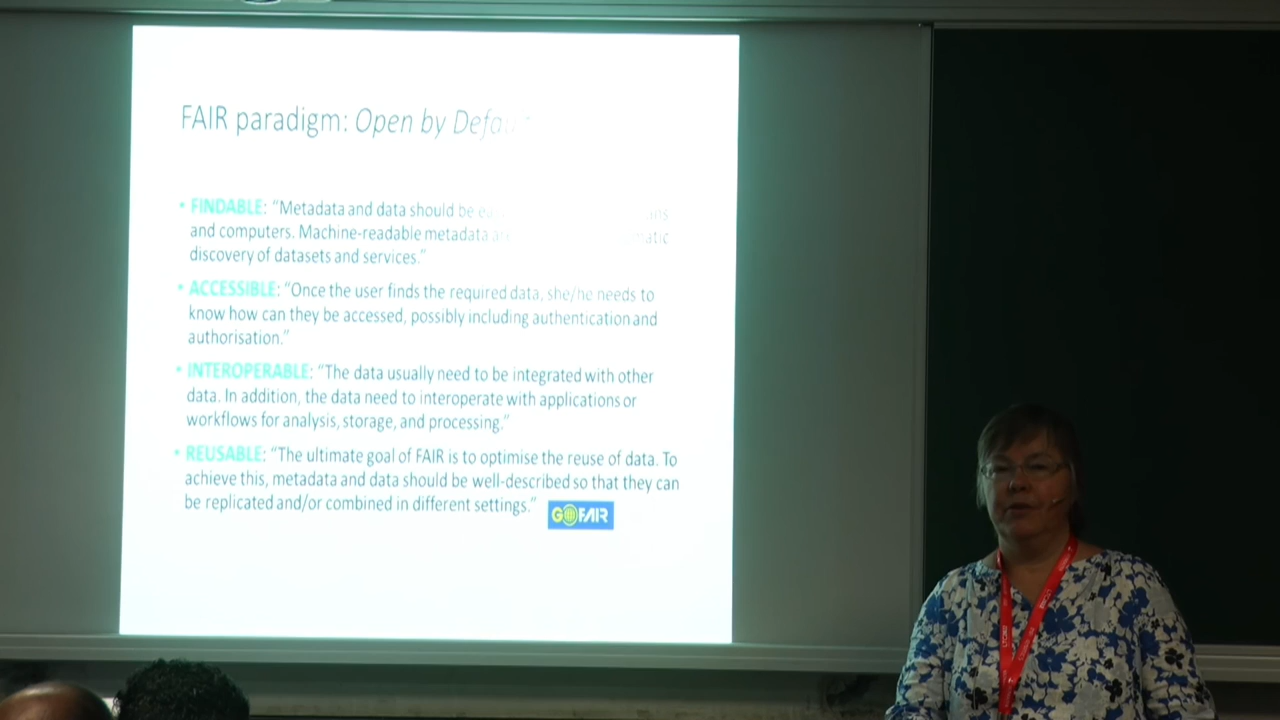 FAIR paradigm: Open by
• FINDABLE: "Metadata and data should be
and computers. Machine-readable metadata
discovery of datasets and services."
• ACCESSIBLE: "Once the user finds the required data, she/he needs to
know how can they be accessed, possibly including authentication and
authorisation."
• INTEROPERABLE: "The data usually need to be integrated with other
data. In addition, the data need to interoperate with applications or
workflows for analysis, storage, and processing."
• REUSABLE: "The ultimate goal of FAIR is to optimise the reuse of data. To
achieve this, metadata and data should be well-described so that they can
be replicated and/or combined in different settings."
GO FAIR